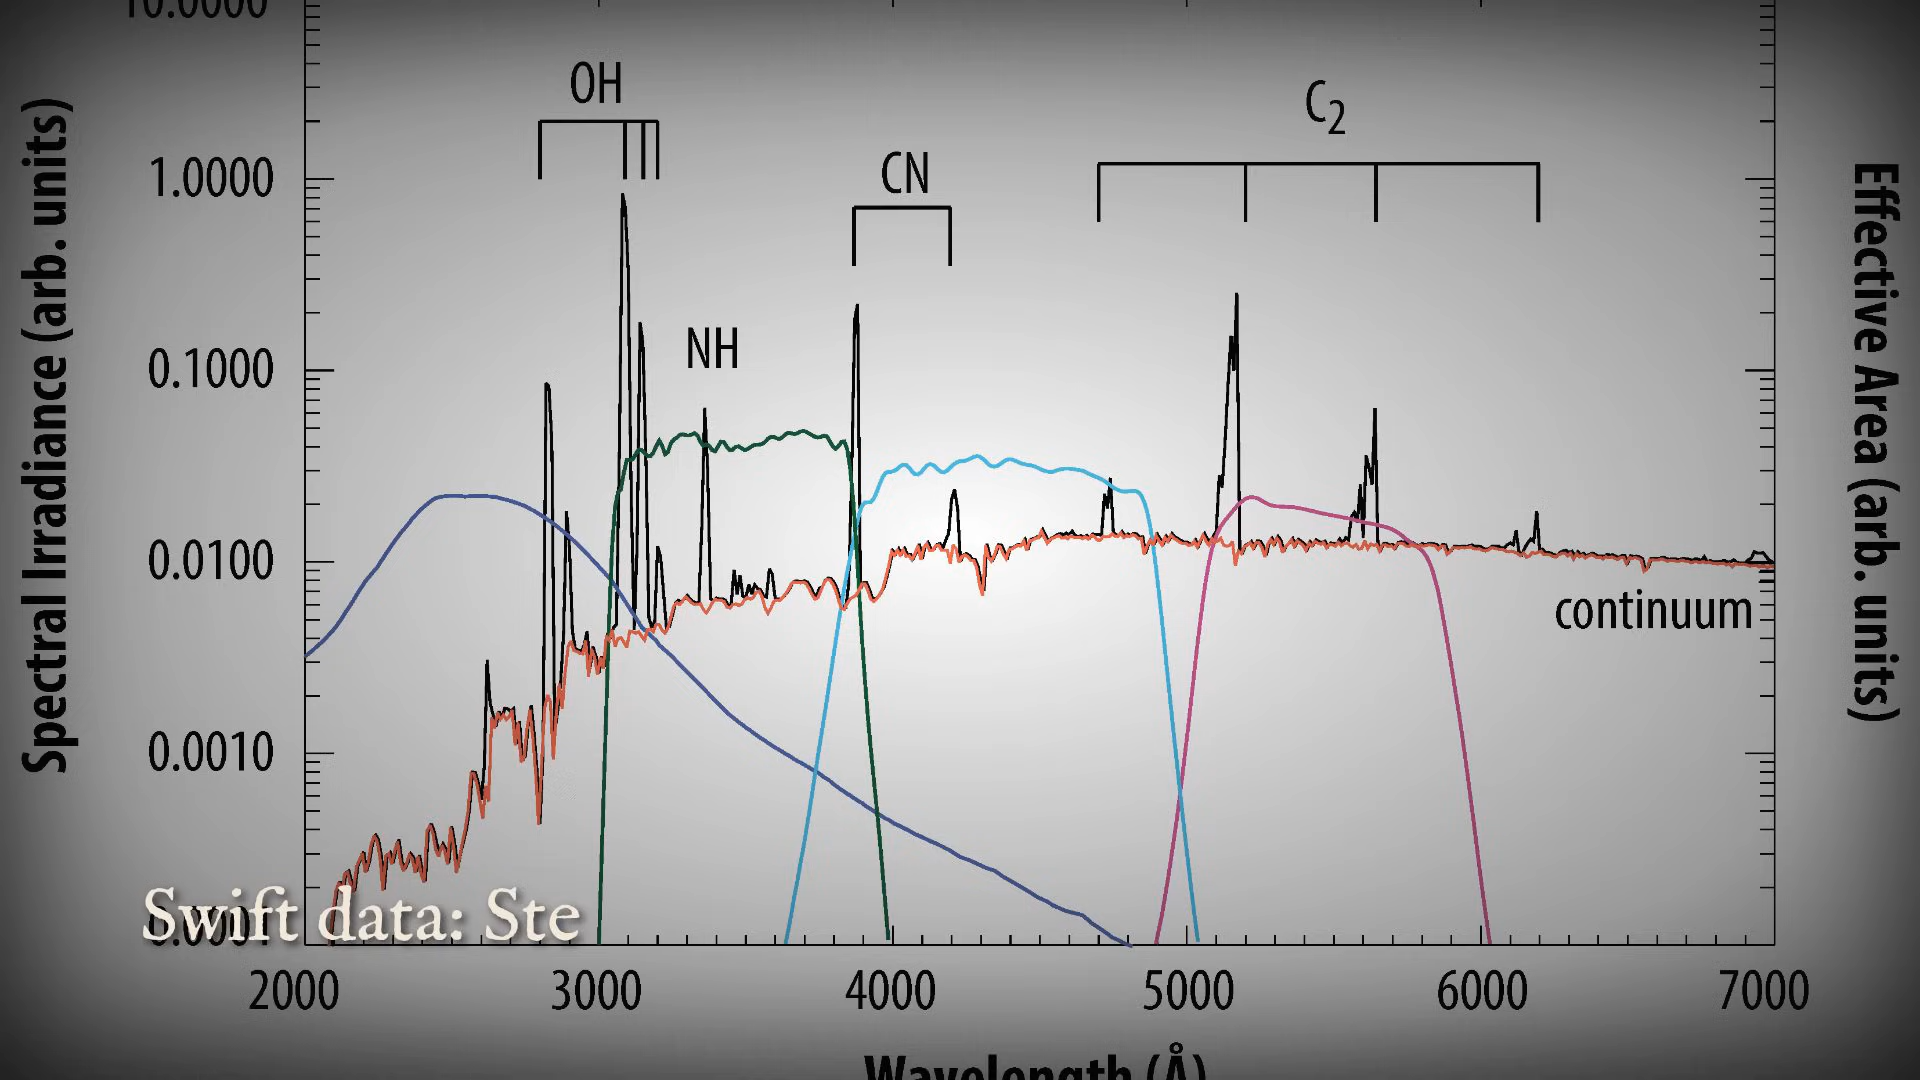 10.0000
OH
C2
CN
1.0000
NH
0.1000
0.0100
continuum
0.0010
Swift data: Ste
2000 3000 4000 5000 6000 7000
Wavelength (Å)
Spectral Irradiance (arb. units)
Effective Area (arb. units)